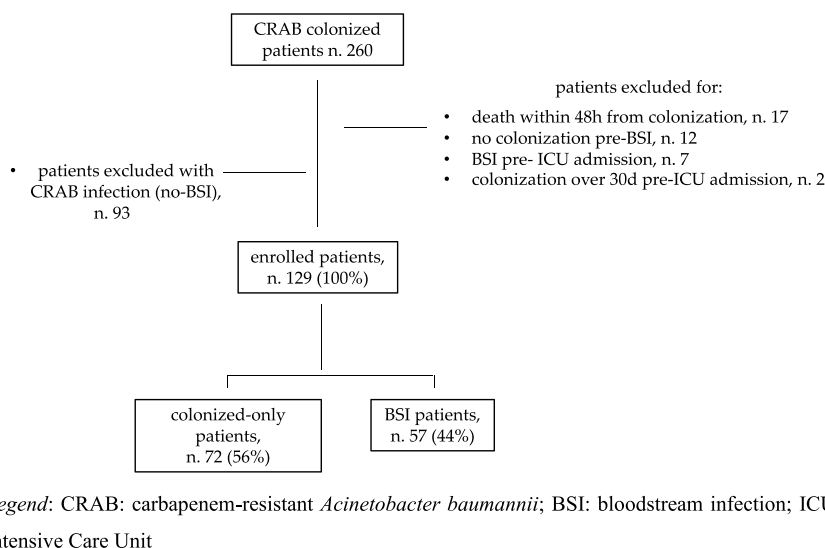 CRAB colonized
patients n. 260
patients excluded for:
• death within 48h from colonization, n. 17
• no colonization pre-BSI, n. 12
• BSI pre- ICU admission, n. 7
• colonization over 30d pre-ICU admission, n. 2
• patients excluded with
CRAB infection (no-BSI),
n. 93
enrolled patients,
n. 129 (100%)
colonized-only
patients,
n. 72 (56%)
BSI patients,
n. 57 (44%)
egend: CRAB: carbapenem-resistant Acinetobacter baumannii; BSI: bloodstream infection; ICU
ntensive Care Unit